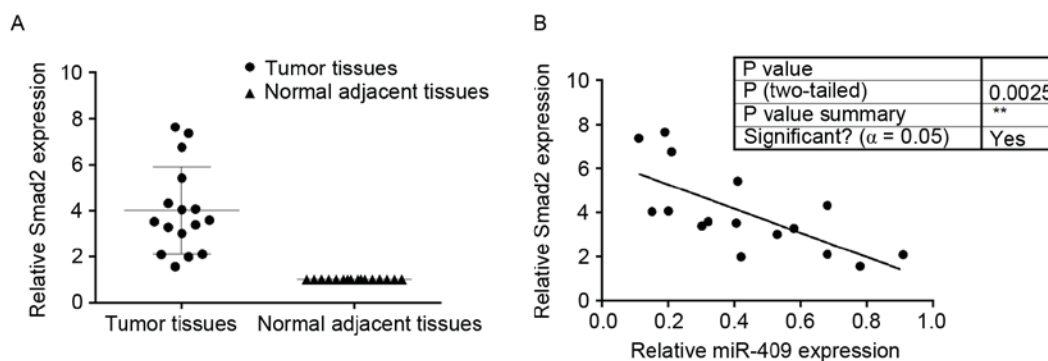 A
Relative Smad2 expression
10
8
6
4
2
0
Tumor tissues
Normal adjacent tissues
Tumor tissues
Normal adjacent tissues
B
Relative Smad2 expression
10
8
6
4
2
0
P value
P (two-tailed) 0.0025
P value summary **
Significant? (α = 0.05) Yes
0.0 0.2 0.4 0.6 0.8 1.0
Relative miR-409 expression